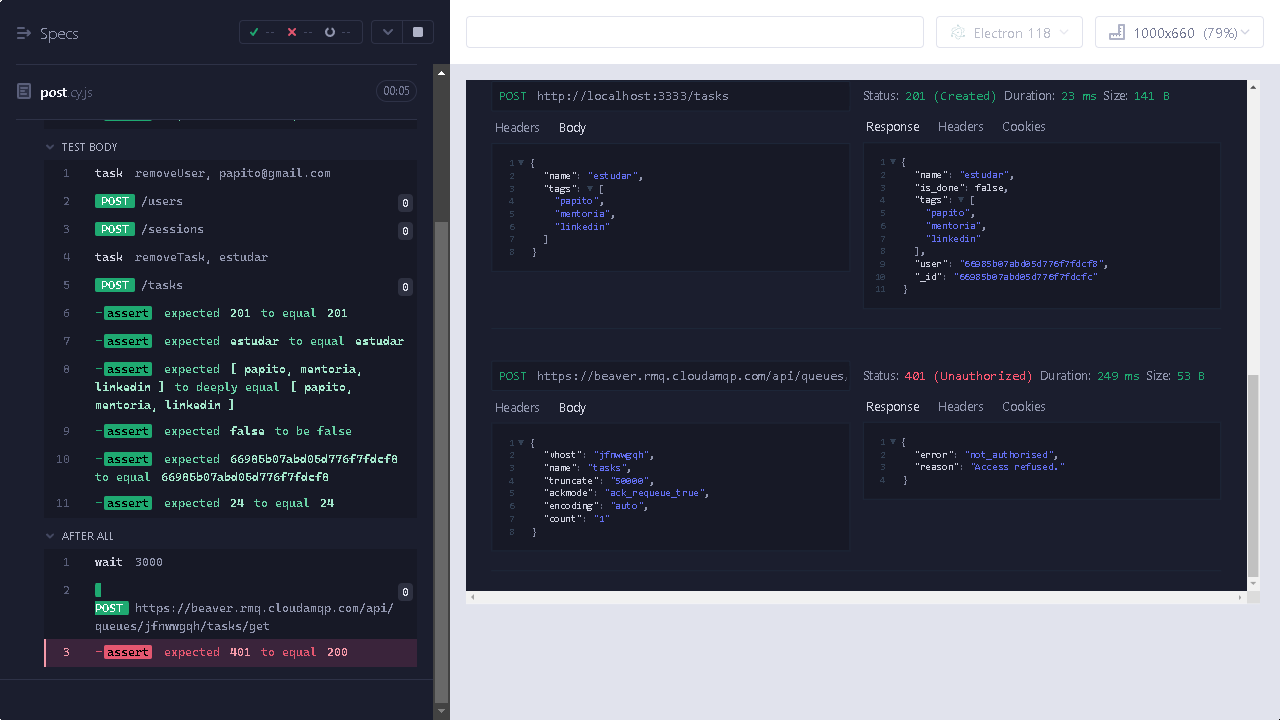 Specs
-- -- --
post cy.js 00:05
TEST BODY
1 task removeUser, papito@gmail.com
2 POST /users 0
3 POST /sessions 0
4 task removeTask, estudar
5 POST /tasks 0
6 -assert expected 201 to equal 201
7 -assert expected estudar to equal estudar
8 -assert expected [ papito, mentoria,
linkedin ] to deeply equal [ papito,
mentoria, linkedin ]
9 -assert expected false to be false
10 -assert expected 66985b07abd05d776f7fdcf8
to equal 66985b07abd05d776f7fdcf8
11 -assert expected 24 to equal 24
AFTER ALL
1 wait 3000
2 0
POST https://beaver.rmq.cloudamqp.com/api/
queues/jfnwwgqh/tasks/get
3 -assert expected 401 to equal 200
Electron 118
1000x660 (79%)
POST http://localhost:3333/tasks
Status: 201 (Created) Duration: 23 ms Size: 141 B
Headers Body
1 {
2 "name": "estudar",
3 "tags": [
4 "papito",
5 "mentoria",
6 "linkedin"
7 ]
8 }
Response Headers Cookies
1 {
2 "name": "estudar",
3 "is_done": false,
4 "tags": [
5 "papito",
6 "mentoria",
7 "linkedin"
8 ],
9 "user": "66985b07abd05d776f7fdcf8",
10 "_id": "66985b07abd05d776f7fdcfc"
11 }
POST https://beaver.rmq.cloudamqp.com/api/queues,
Status: 401 (Unauthorized) Duration: 249 ms Size: 53 B
Headers Body
1 {
2 "vhost": "jfnwwgqh",
3 "name": "tasks",
4 "truncate": "50000",
5 "ackmode": "ack_requeue_true",
6 "encoding": "auto",
7 "count": "1"
8 }
Response Headers Cookies
1 {
2 "error": "not_authorised",
3 "reason": "Access refused."
4 }